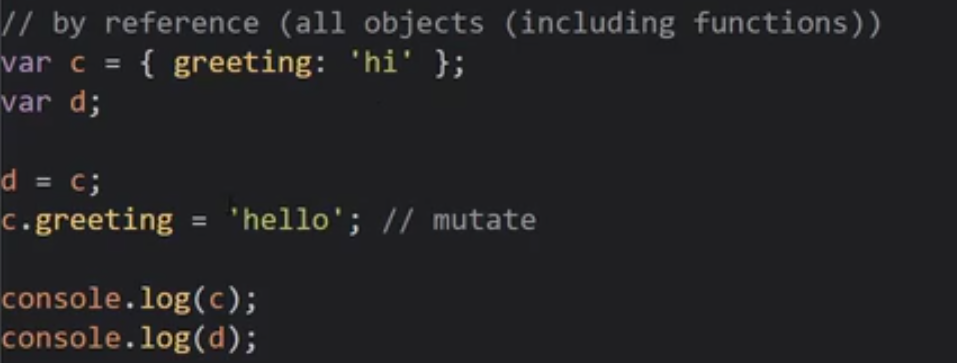 // by reference (all objects (including functions))
var c = { greeting: 'hi' };
var d;
d = c;
c.greeting = 'hello'; // mutate
console.log(c);
console.log(d);